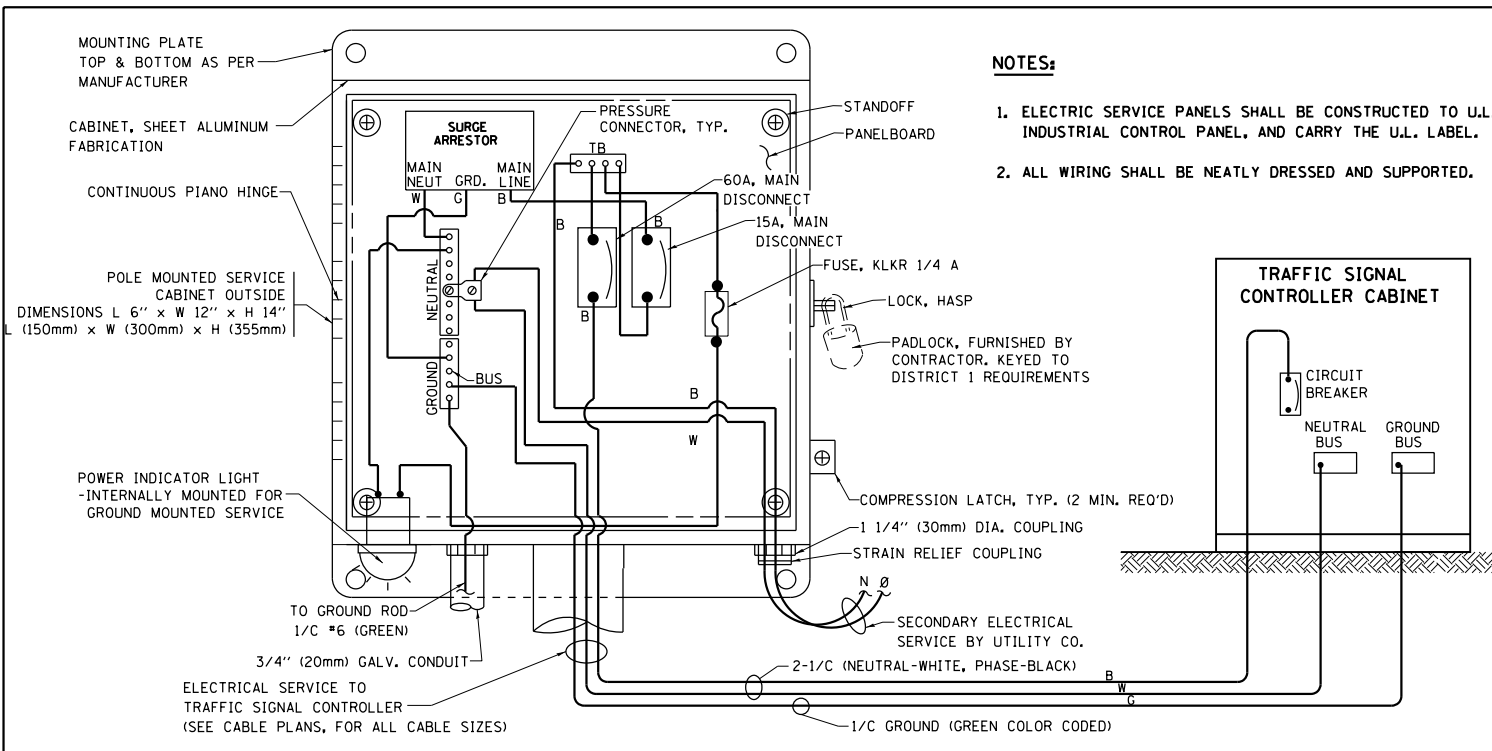 MOUNTING PLATE
TOP & BOTTOM AS PER
MANUFACTURER
CABINET, SHEET ALUMINUM
FABRICATION
CONTINUOUS PIANO HINGE
POLE MOUNTED SERVICE
CABINET OUTSIDE
DIMENSIONS L 6'' x W 12'' x H 14''
L (150mm) x W (300mm) x H (355mm)
POWER INDICATOR LIGHT
-INTERNALLY MOUNTED FOR
GROUND MOUNTED SERVICE
SURGE
ARRESTOR
MAIN
NEUT
GRD.
MAIN
LINE
W
G
B
PRESSURE
CONNECTOR, TYP.
TB
STANDOFF
PANELBOARD
60A, MAIN
DISCONNECT
15A, MAIN
DISCONNECT
B
B
B
FUSE, KLKR 1/4 A
NEUTRAL
GROUND
BUS
LOCK, HASP
PADLOCK, FURNISHED BY
CONTRACTOR. KEYED TO
DISTRICT 1 REQUIREMENTS
B
W
COMPRESSION LATCH, TYP. (2 MIN. REQ'D)
1 1/4'' (30mm) DIA. COUPLING
STRAIN RELIEF COUPLING
N Ø
SECONDARY ELECTRICAL
SERVICE BY UTILITY CO.
TO GROUND ROD
1/C #6 (GREEN)
3/4'' (20mm) GALV. CONDUIT
ELECTRICAL SERVICE TO
TRAFFIC SIGNAL CONTROLLER
(SEE CABLE PLANS, FOR ALL CABLE SIZES)
2-1/C (NEUTRAL-WHITE, PHASE-BLACK)
1/C GROUND (GREEN COLOR CODED)
B
W
G
NOTES:
1. ELECTRIC SERVICE PANELS SHALL BE CONSTRUCTED TO U.L
INDUSTRIAL CONTROL PANEL, AND CARRY THE U.L. LABEL.
2. ALL WIRING SHALL BE NEATLY DRESSED AND SUPPORTED.
TRAFFIC SIGNAL
CONTROLLER CABINET
CIRCUIT
BREAKER
NEUTRAL
BUS
GROUND
BUS